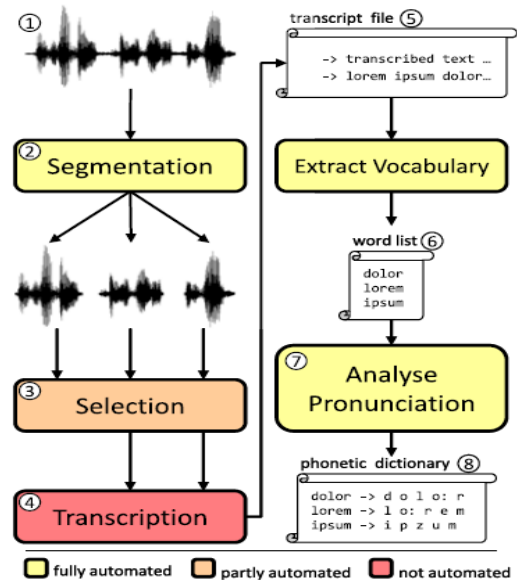 ①
② Segmentation
③ Selection
④ Transcription
transcript file ⑤
-> transcribed text …
-> lorem ipsum dolor…
Extract Vocabulary
word list ⑥
dolor
lorem
ipsum
⑦ Analyse
Pronunciation
phonetic dictionary ⑧
dolor -> d o l o: r
lorem -> l o: r e m
ipsum -> i p z u m
fully automated partly automated not automated